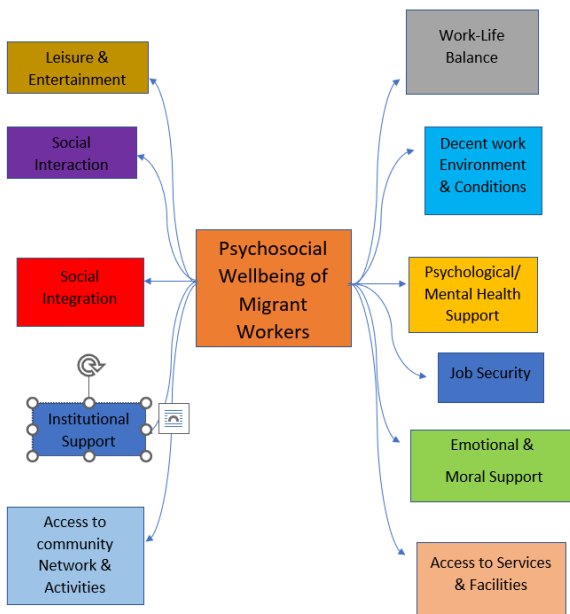 Leisure &
Entertainment
Social
Interaction
Social
Integration
Institutional
Support
Access to
community
Network &
Activities
Psychosocial
Wellbeing of
Migrant
Workers
Work-Life
Balance
Decent work
Environment
& Conditions
Psychological/
Mental Health
Support
Job Security
Emotional &
Moral Support
Access to Services
& Facilities